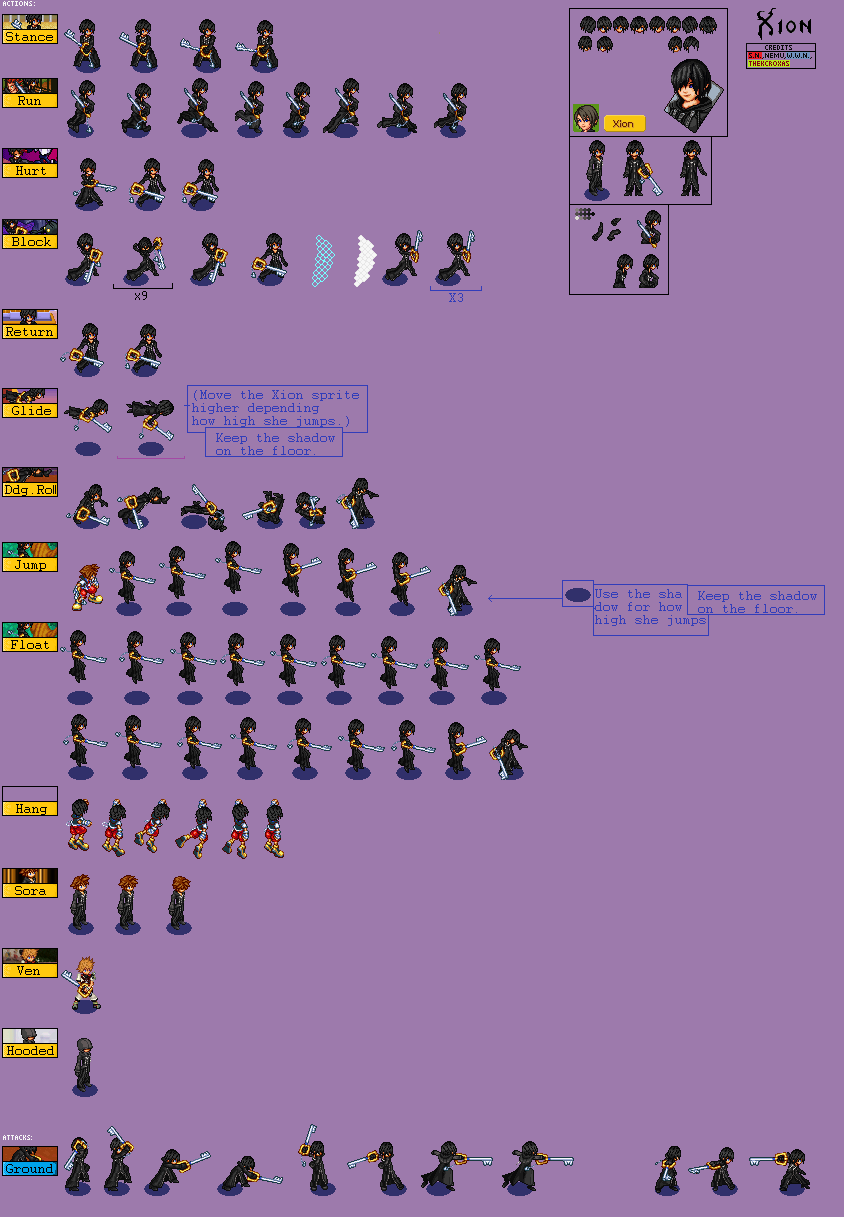 ACTIONS:
Stance
Run
Hurt
Block
x9
X3
Return
Glide
(Move the Xion sprite
higher depending
how high she jumps.)
Keep the shadow
on the floor.
Ddg.Roll
Jump
Use the sha
dow for how
high she jumps
Keep the shadow
on the floor.
Float
Hang
Sora
Ven
Hooded
ATTACKS:
Ground
Xion
Xion
CREDITS
S.N.,NEMU,W.W.N.,
THEKCROXAS